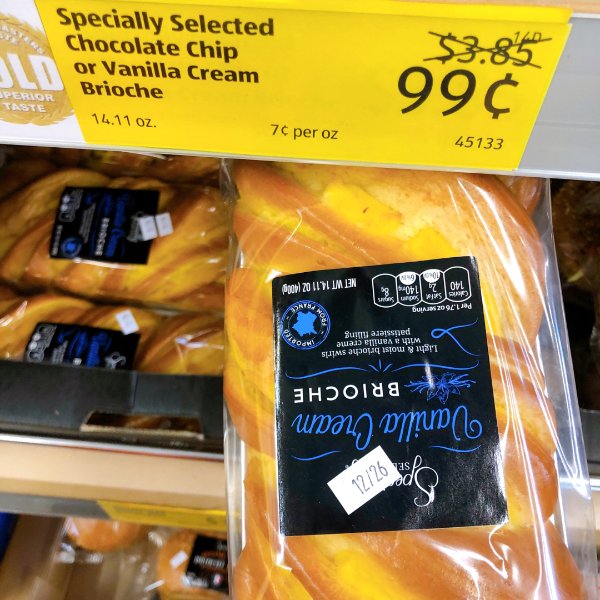 Specially Selected
Chocolate Chip
or Vanilla Cream
Brioche
14.11 oz.
7¢ per oz
$3.85
99¢
45133
OLD
SUPERIOR
TASTE
12/26
Vanilla Cream
BRIOCHE
Light & moist brioche swirls
with a vanilla creme
patissiere filling
IMPORTED
FROM FRANCE
Per 1.76 oz serving
Calories 140
Sat Fat 2g
Sodium 140mg
Sugars 8g
NET WT 14.11 OZ (400g)
BRIOCHE